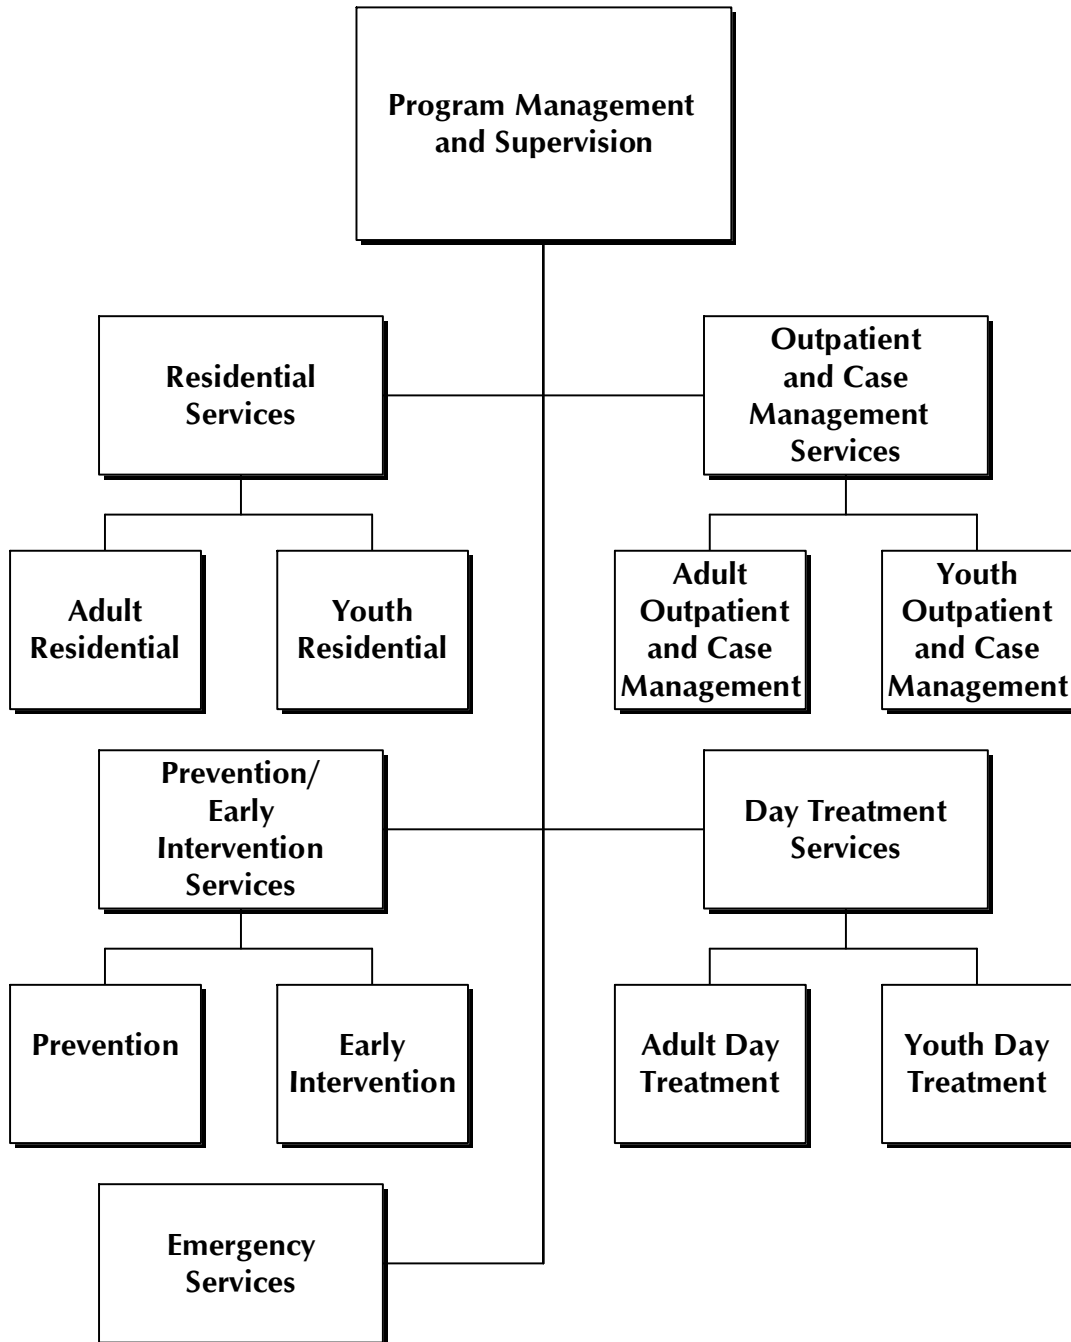 Program Management
and Supervision
Residential
Services
Outpatient
and Case
Management
Services
Adult
Residential
Youth
Residential
Adult
Outpatient
and Case
Management
Youth
Outpatient
and Case
Management
Prevention/
Early
Intervention
Services
Day Treatment
Services
Prevention
Early
Intervention
Adult Day
Treatment
Youth Day
Treatment
Emergency
Services